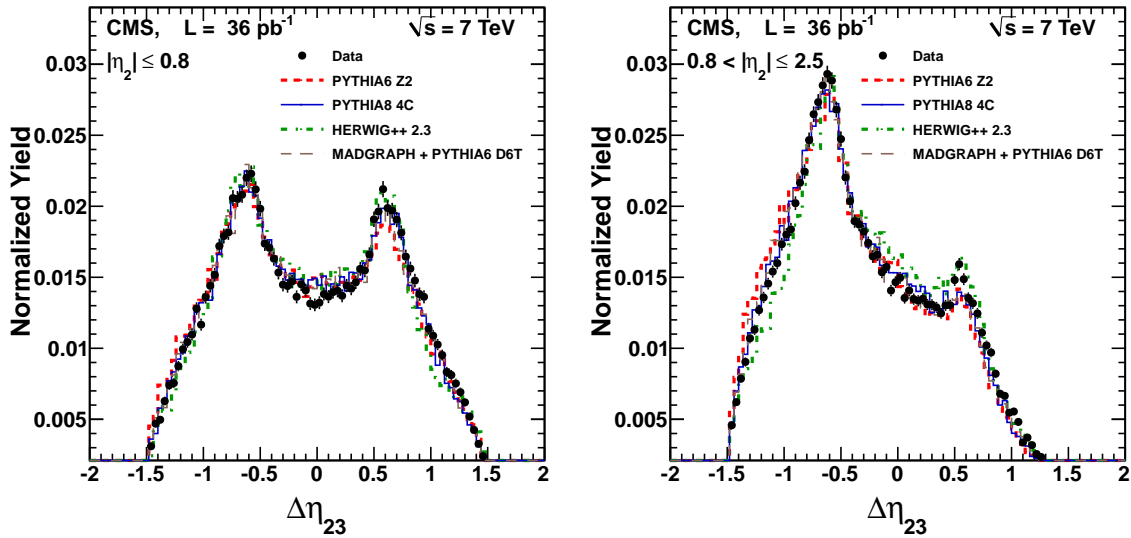 CMS, L = 36 pb⁻¹ √s = 7 TeV
|η₂| ≤ 0.8
Data
PYTHIA6 Z2
PYTHIA8 4C
HERWIG++ 2.3
MADGRAPH + PYTHIA6 D6T
Normalized Yield
0.03
0.025
0.02
0.015
0.01
0.005
-2 -1.5 -1 -0.5 0 0.5 1 1.5 2
Δη₂₃
CMS, L = 36 pb⁻¹ √s = 7 TeV
0.8 < |η₂| ≤ 2.5
Data
PYTHIA6 Z2
PYTHIA8 4C
HERWIG++ 2.3
MADGRAPH + PYTHIA6 D6T
Normalized Yield
0.03
0.025
0.02
0.015
0.01
0.005
-2 -1.5 -1 -0.5 0 0.5 1 1.5 2
Δη₂₃